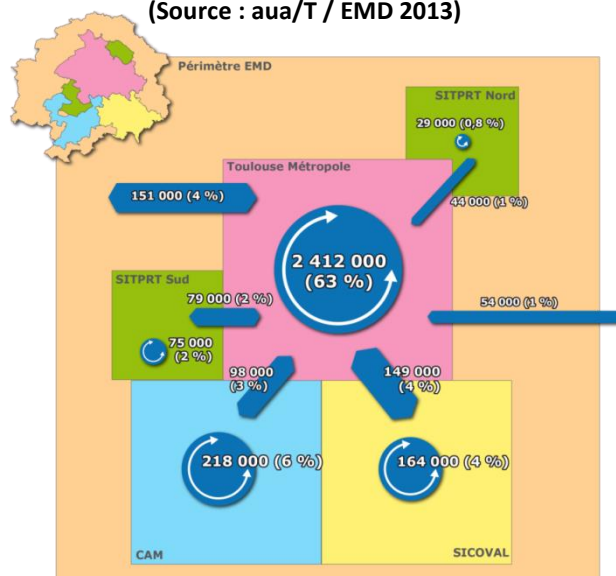 (Source : aua/T / EMD 2013)
Périmètre EMD
SITPRT Nord
29 000 (0,8 %)
Toulouse Métropole
151 000 (4 %)
44 000 (1 %)
2 412 000
(63 %)
SITPRT Sud
79 000 (2 %)
54 000 (1 %)
75 000
(2 %)
98 000
(3 %)
149 000
(4 %)
218 000 (6 %)
164 000 (4 %)
CAM
SICOVAL